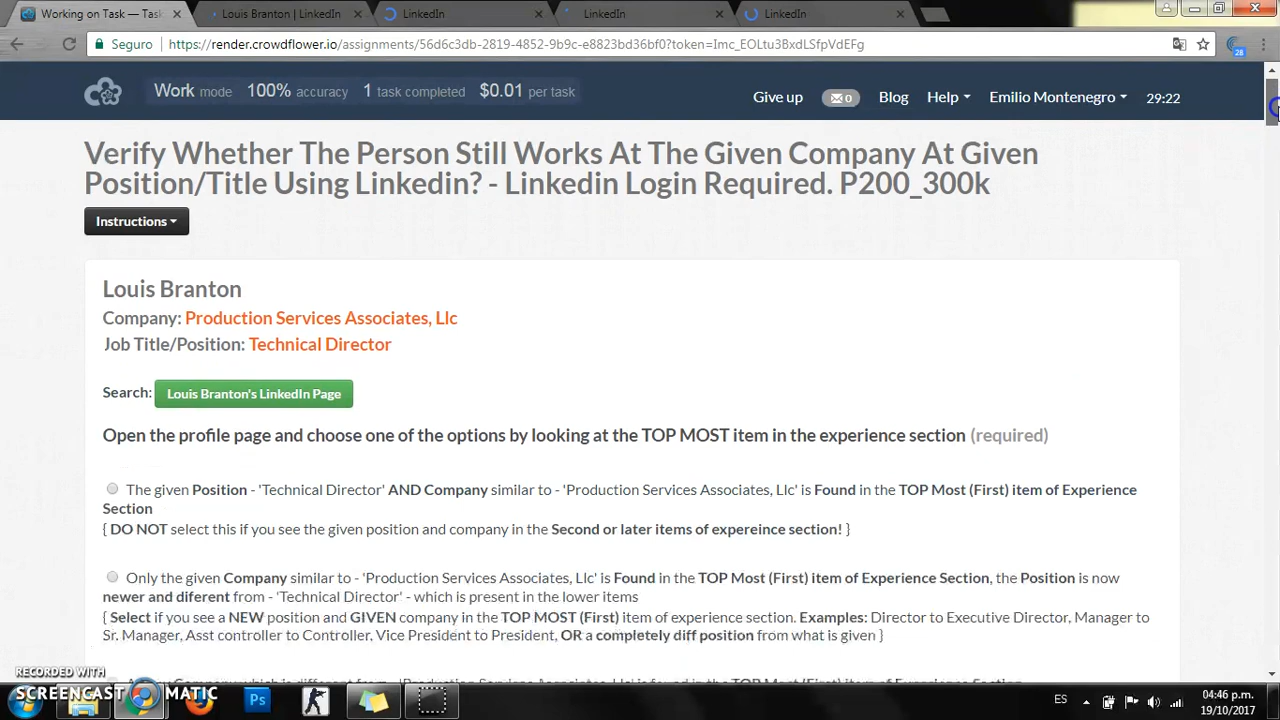 Working on Task — Task
Louis Branton | LinkedIn
LinkedIn
LinkedIn
LinkedIn
Seguro
https://render.crowdflower.io/assignments/56d6c3db-2819-4852-9b9c-e8823bd36bf0?token=Imc_EOLtu3BxdLSfpVdEFg
28
Work mode 100% accuracy 1 task completed $0.01 per task
Give up
0
Blog
Help
Emilio Montenegro
29:22
Verify Whether The Person Still Works At The Given Company At Given
Position/Title Using Linkedin? - Linkedin Login Required. P200_300k
Instructions
Louis Branton
Company: Production Services Associates, Llc
Job Title/Position: Technical Director
Search: Louis Branton's LinkedIn Page
Open the profile page and choose one of the options by looking at the TOP MOST item in the experience section (required)
The given Position - 'Technical Director' AND Company similar to - 'Production Services Associates, Llc' is Found in the TOP Most (First) item of Experience
Section
{ DO NOT select this if you see the given position and company in the Second or later items of expereince section! }
Only the given Company similar to - 'Production Services Associates, Llc' is Found in the TOP Most (First) item of Experience Section, the Position is now
newer and diferent from - 'Technical Director' - which is present in the lower items
{ Select if you see a NEW position and GIVEN company in the TOP MOST (First) item of experience section. Examples: Director to Executive Director, Manager to
Sr. Manager, Asst controller to Controller, Vice President to President, OR a completely diff position from what is given }
RECORDED WITH
SCREENCAST MATIC
Ps
ES
04:46 p.m.
19/10/2017